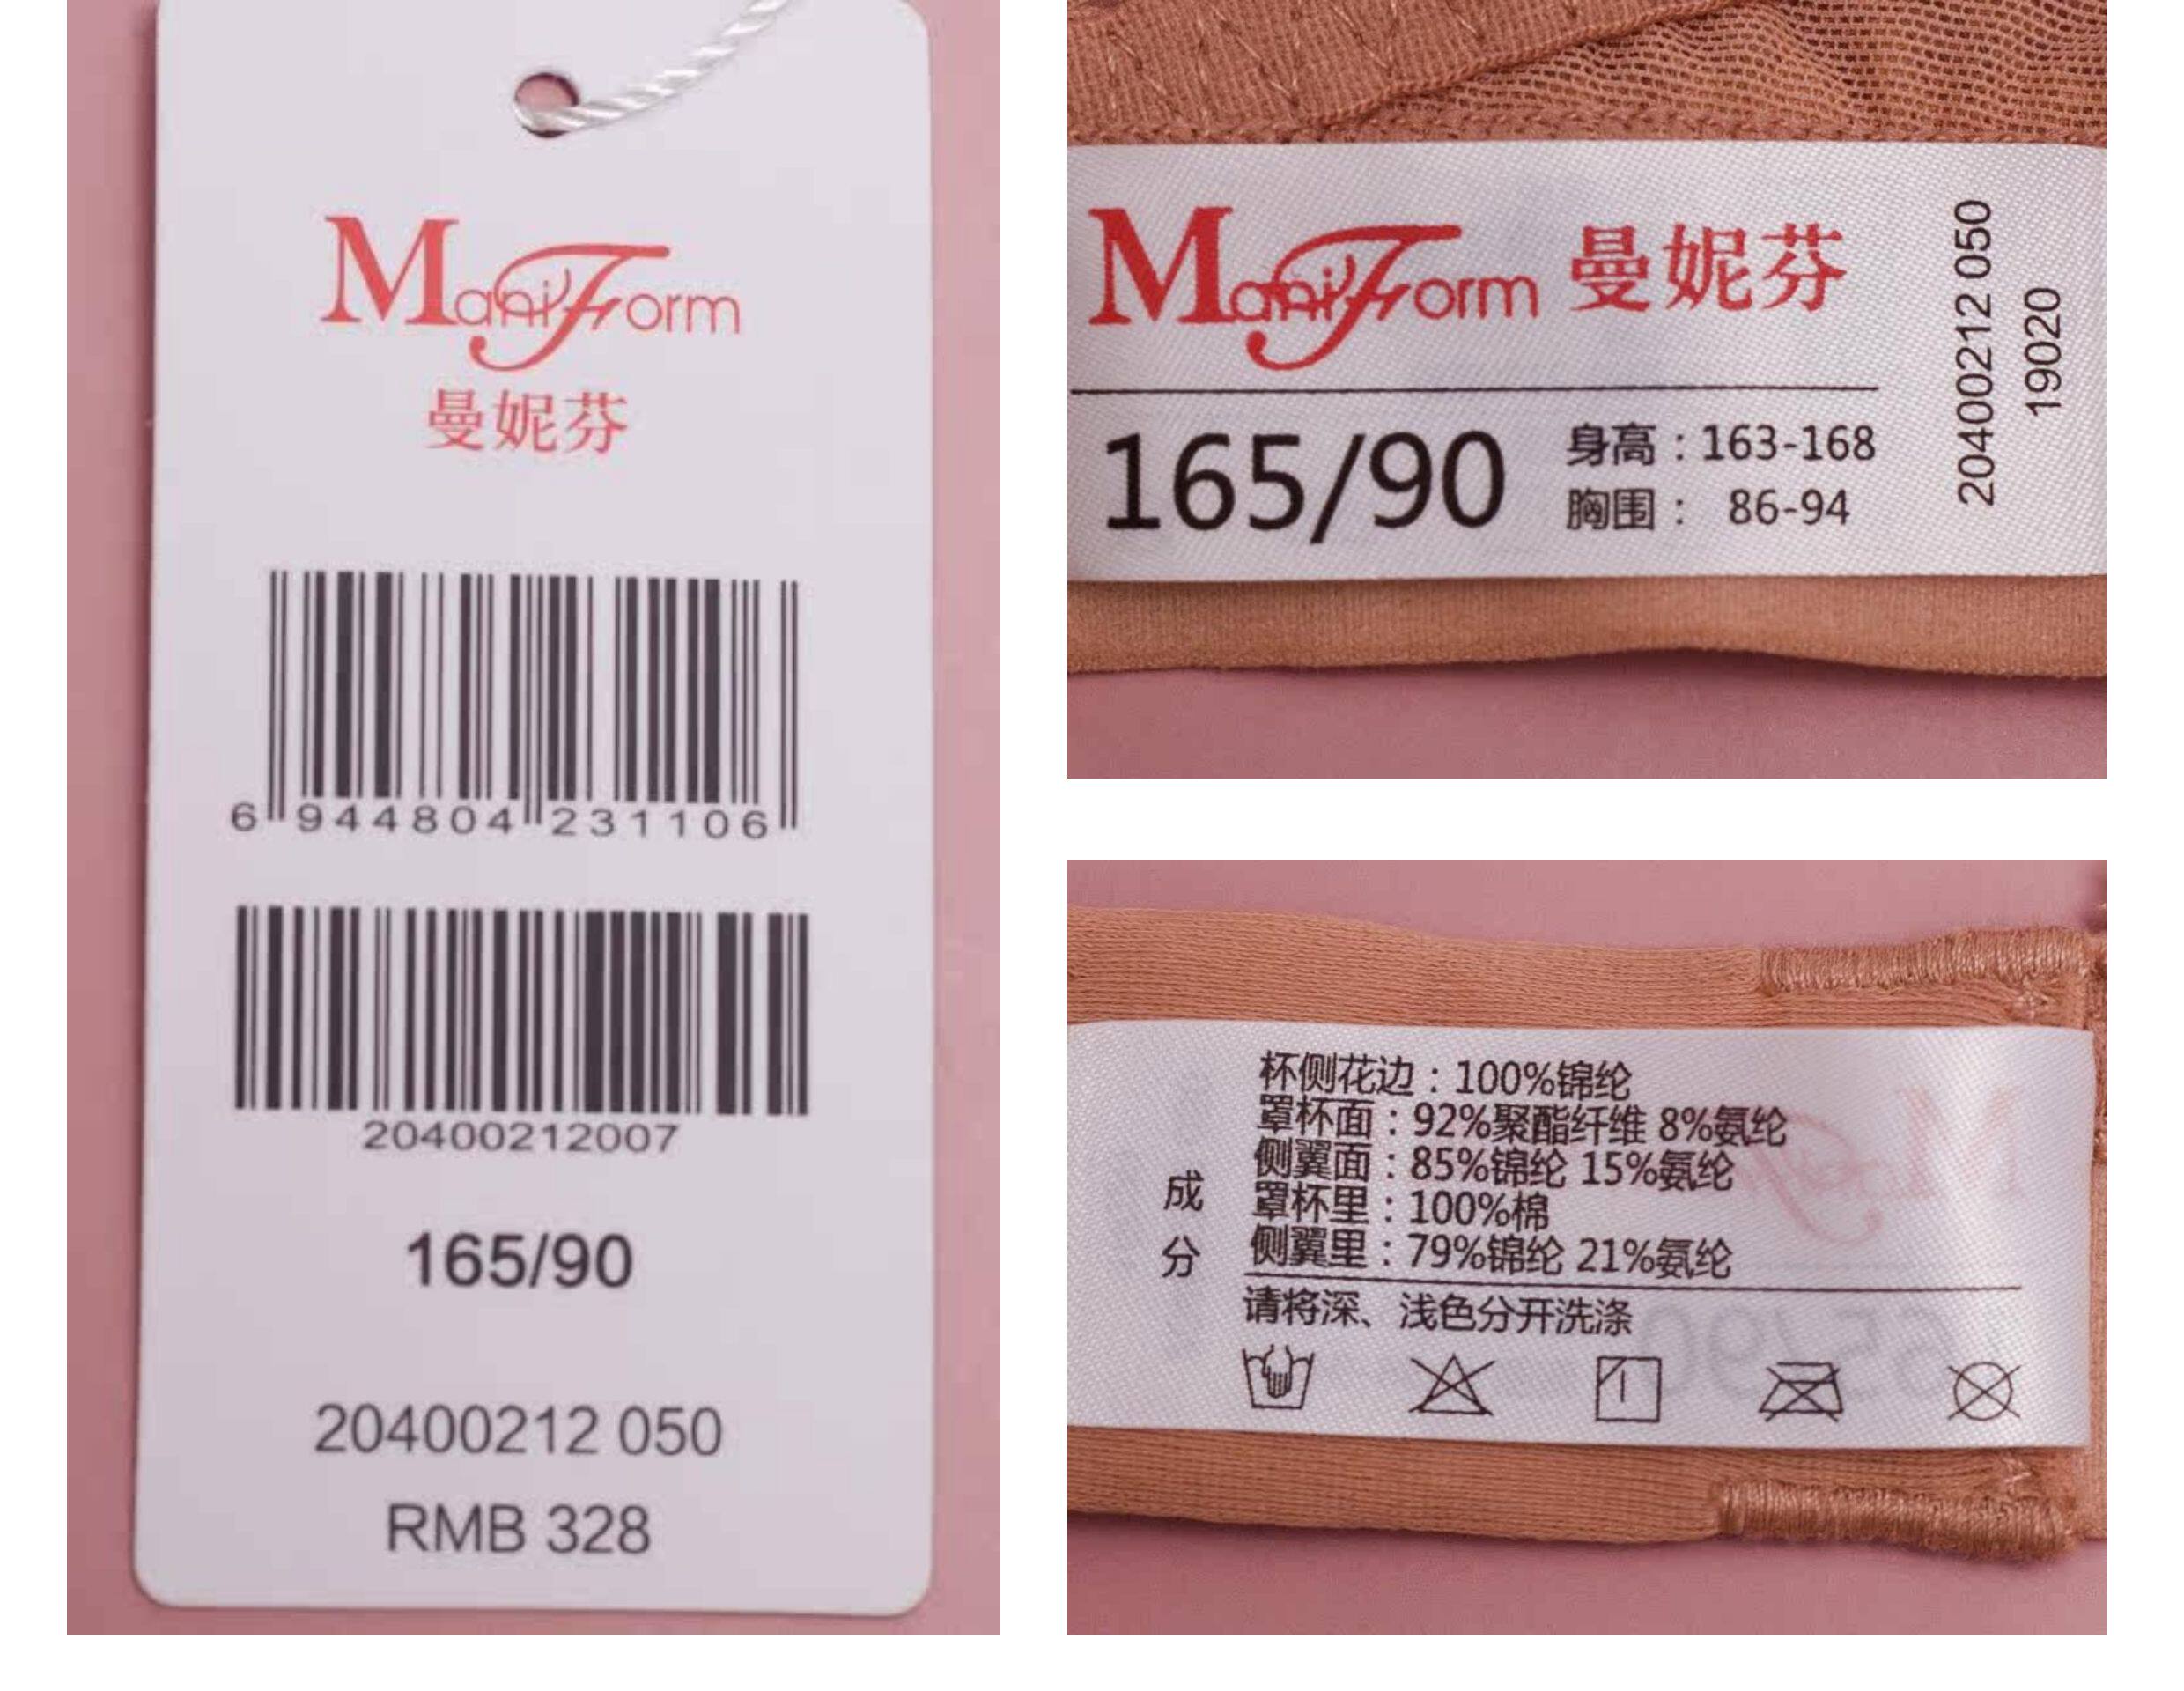 ManiForm
曼妮芬
6 944804 231106
20400212007
165/90
20400212 050
RMB 328
ManiForm 曼妮芬
165/90
身高：163-168
胸围： 86-94
20400212 050
19020
成分
杯侧花边：100%锦纶
罩杯面：92%聚酯纤维 8%氨纶
侧翼面：85%锦纶 15%氨纶
罩杯里：100%棉
侧翼里：79%锦纶 21%氨纶
请将深、浅色分开洗涤